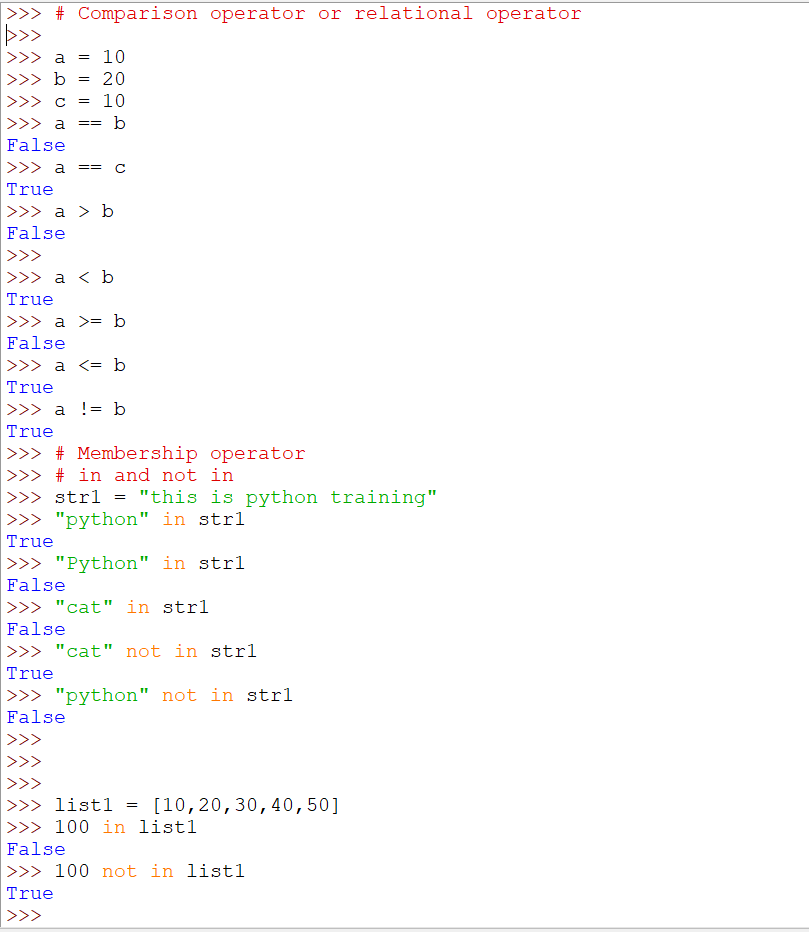 >>> # Comparison operator or relational operator
>>>
>>> a = 10
>>> b = 20
>>> c = 10
>>> a == b
False
>>> a == c
True
>>> a > b
False
>>>
>>> a < b
True
>>> a >= b
False
>>> a <= b
True
>>> a != b
True
>>> # Membership operator
>>> # in and not in
>>> str1 = "this is python training"
>>> "python" in str1
True
>>> "Python" in str1
False
>>> "cat" in str1
False
>>> "cat" not in str1
True
>>> "python" not in str1
False
>>>
>>>
>>>
>>> list1 = [10,20,30,40,50]
>>> 100 in list1
False
>>> 100 not in list1
True
>>>